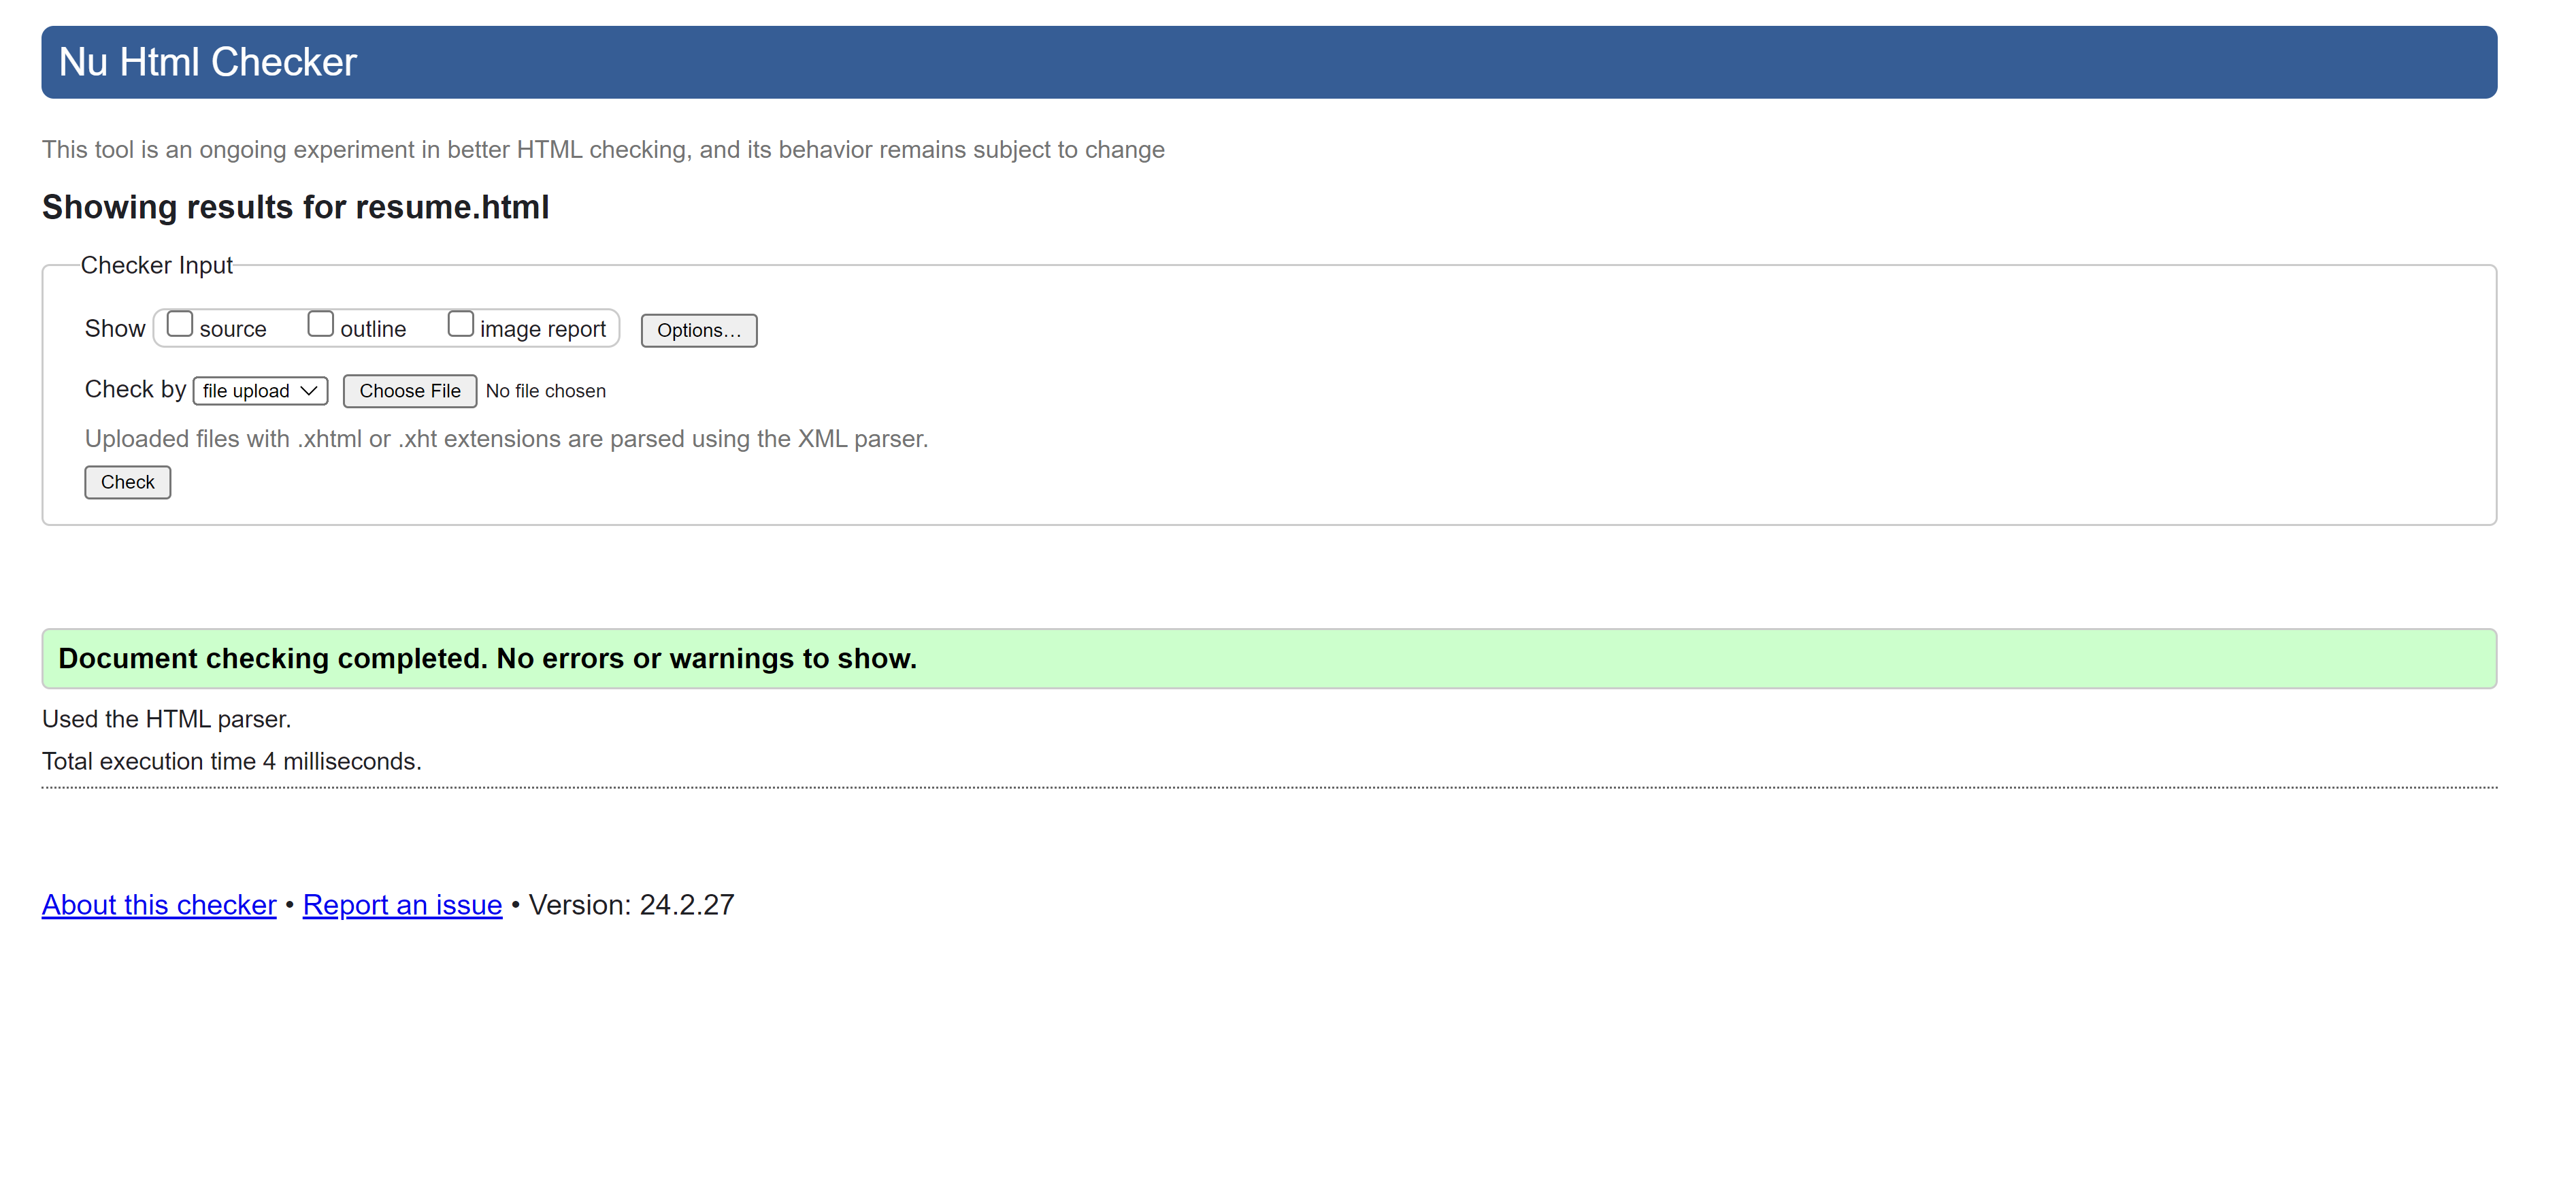 Nu Html Checker
This tool is an ongoing experiment in better HTML checking, and its behavior remains subject to change
Showing results for resume.html
Checker Input
Show source outline image report Options...
Check by file upload Choose File No file chosen
Uploaded files with .xhtml or .xht extensions are parsed using the XML parser.
Check
Document checking completed. No errors or warnings to show.
Used the HTML parser.
Total execution time 4 milliseconds.
About this checker • Report an issue • Version: 24.2.27